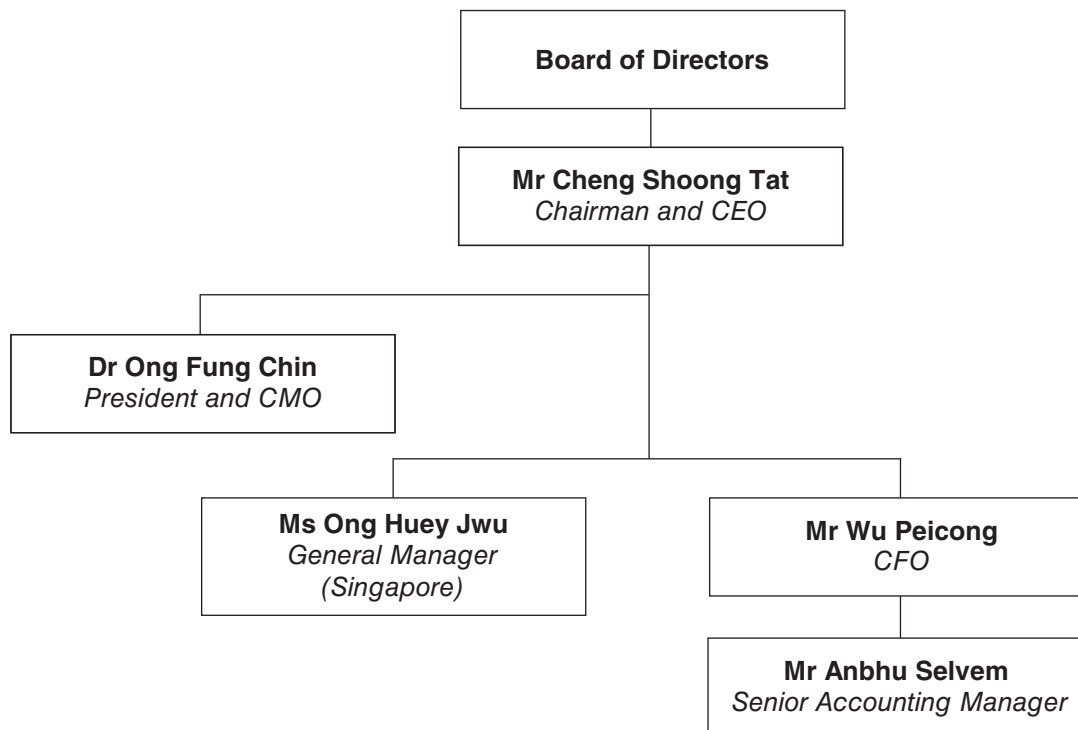 Board of Directors
Mr Cheng Shoong Tat
Chairman and CEO
Dr Ong Fung Chin
President and CMO
Ms Ong Huey Jwu
General Manager
(Singapore)
Mr Wu Peicong
CFO
Mr Anbhu Selvem
Senior Accounting Manager